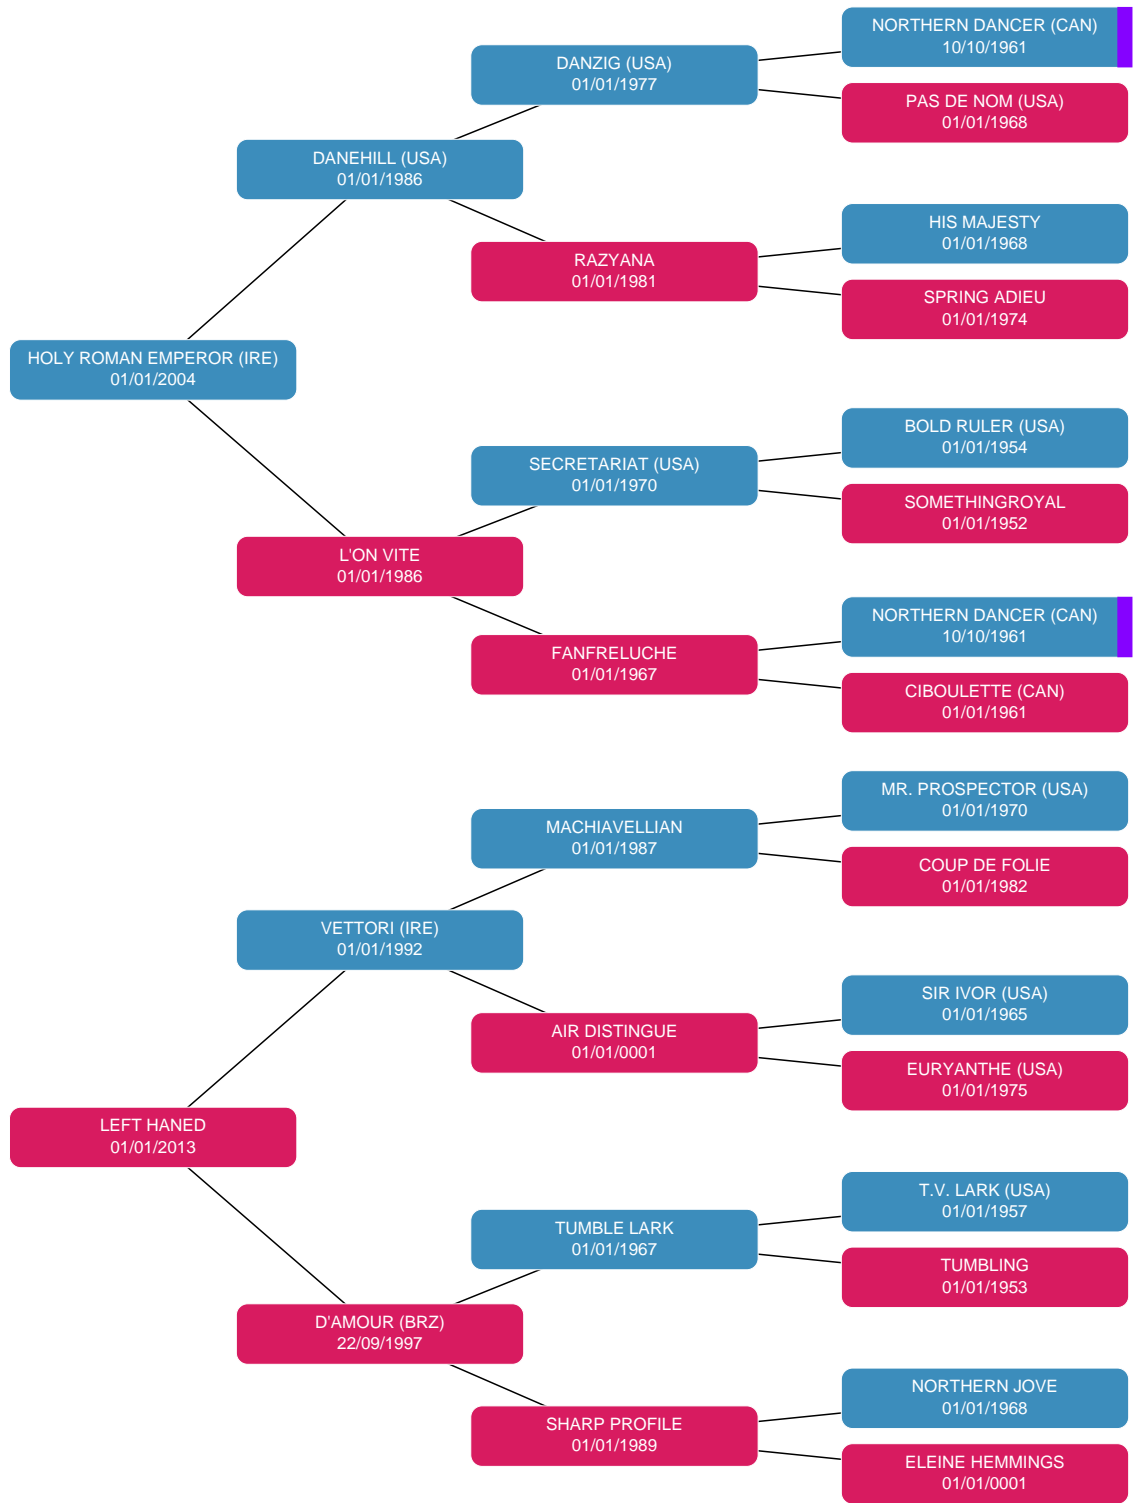 NORTHERN DANCER (CAN)
10/10/1961
DANZIG (USA)
01/01/1977
PAS DE NOM (USA)
01/01/1968
DANEHILL (USA)
01/01/1986
HIS MAJESTY
01/01/1968
RAZYANA
01/01/1981
SPRING ADIEU
01/01/1974
HOLY ROMAN EMPEROR (IRE)
01/01/2004
BOLD RULER (USA)
01/01/1954
SECRETARIAT (USA)
01/01/1970
SOMETHINGROYAL
01/01/1952
L'ON VITE
01/01/1986
NORTHERN DANCER (CAN)
10/10/1961
FANFRELUCHE
01/01/1967
CIBOULETTE (CAN)
01/01/1961
MR. PROSPECTOR (USA)
01/01/1970
MACHIAVELLIAN
01/01/1987
COUP DE FOLIE
01/01/1982
VETTORI (IRE)
01/01/1992
SIR IVOR (USA)
01/01/1965
AIR DISTINGUE
01/01/0001
EURYANTHE (USA)
01/01/1975
LEFT HANED
01/01/2013
T.V. LARK (USA)
01/01/1957
TUMBLE LARK
01/01/1967
TUMBLING
01/01/1953
D'AMOUR (BRZ)
22/09/1997
NORTHERN JOVE
01/01/1968
SHARP PROFILE
01/01/1989
ELEINE HEMMINGS
01/01/0001